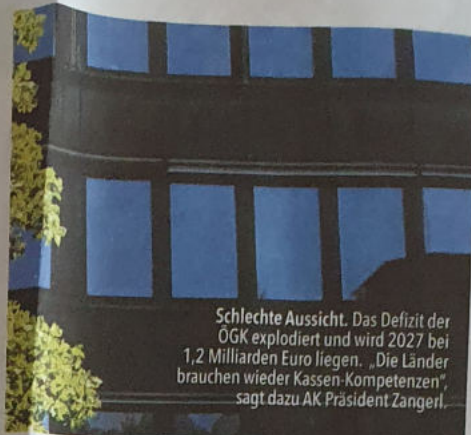 Schlechte Aussicht. Das Defizit der
ÖGK explodiert und wird 2027 bei
1,2 Milliarden Euro liegen. „Die Länder
brauchen wieder Kassen-Kompetenzen“,
sagt dazu AK Präsident Zangerl.